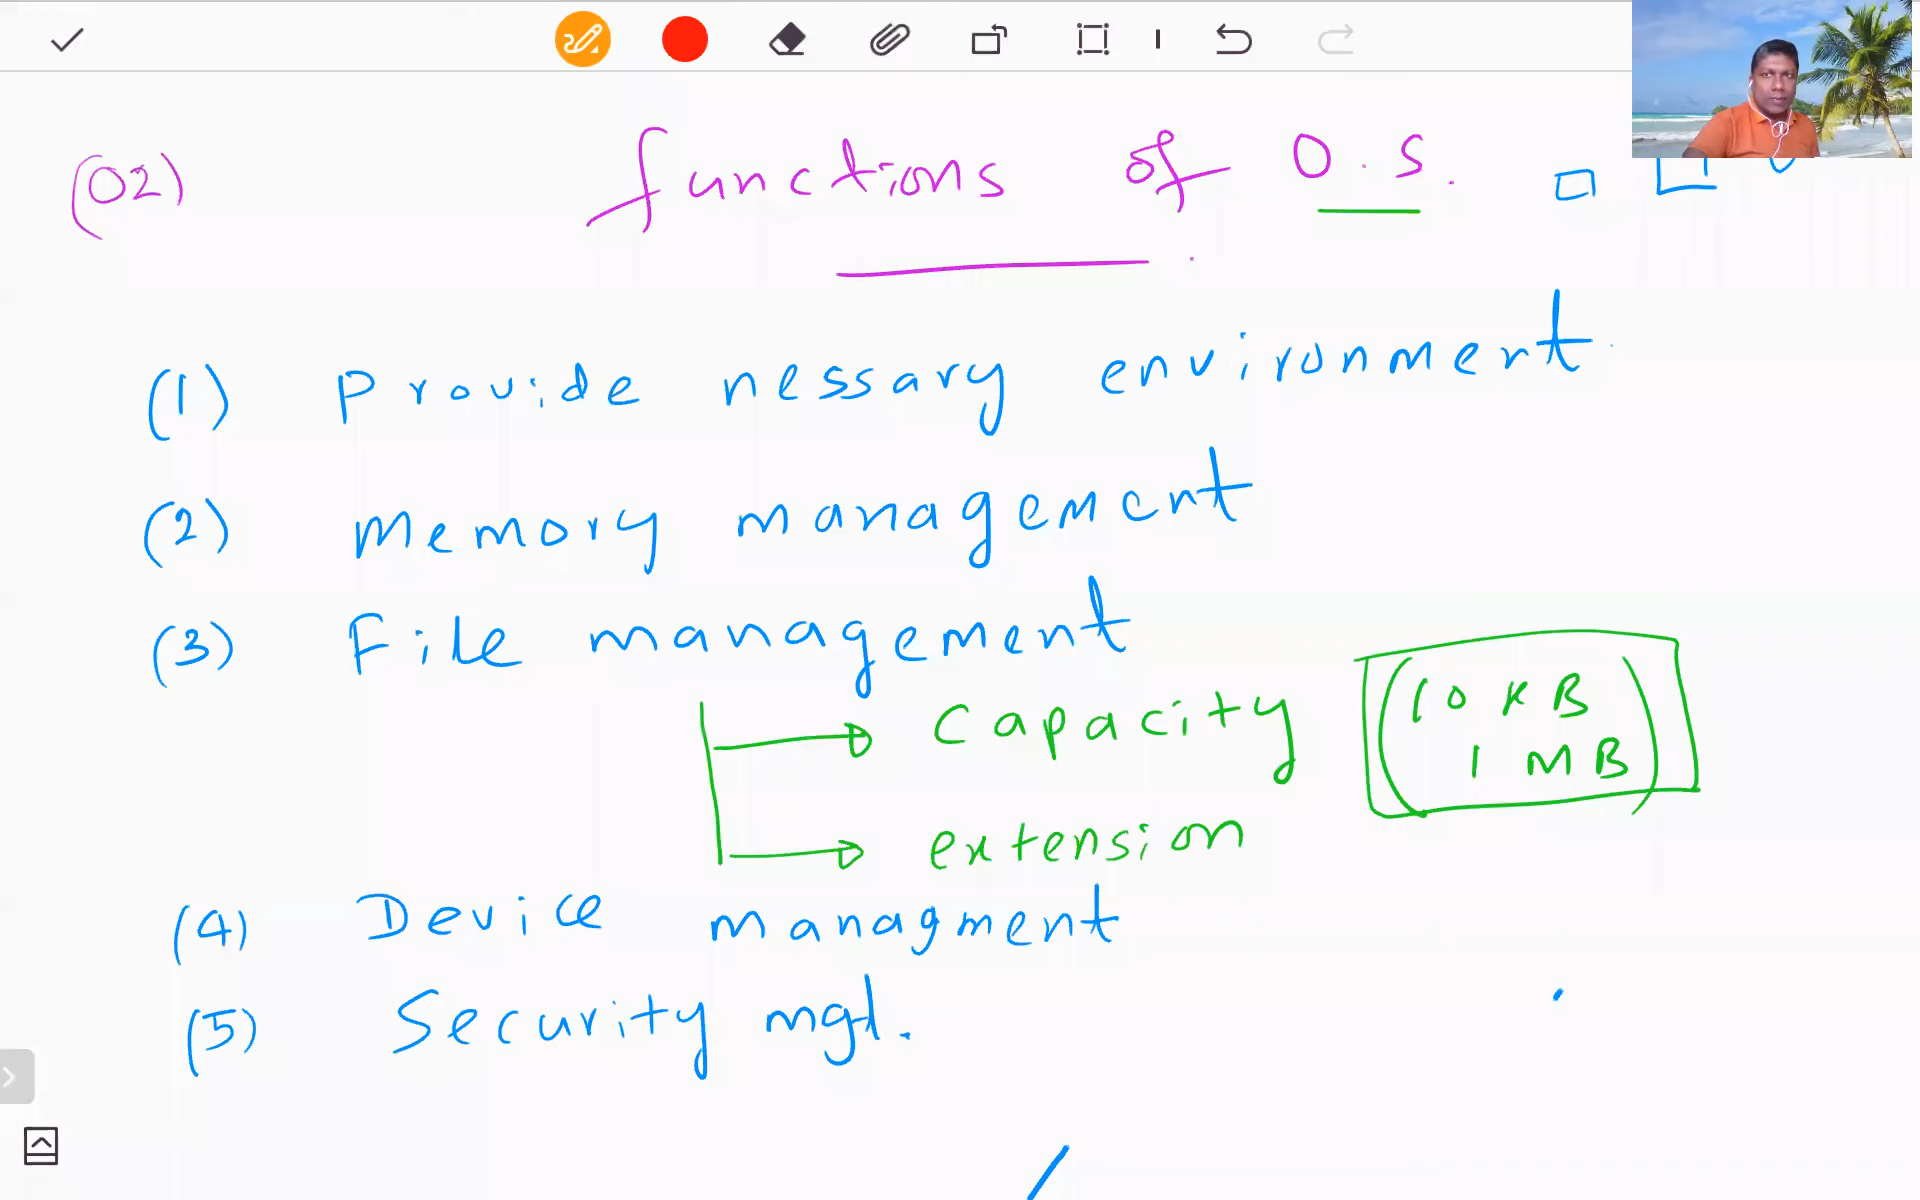 (02) functions of O.S.
(1) Provide nessary environment
(2) Memory management
(3) File management
Capacity (10 KB
1 MB)
extension
(4) Device managment
(5) Security mgt.